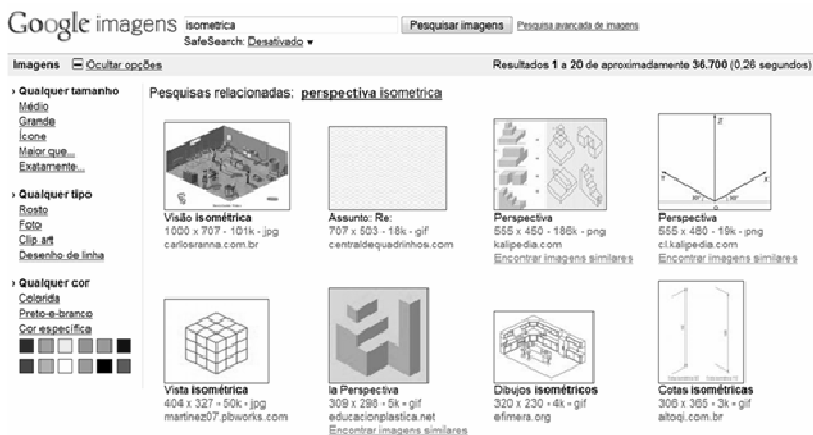 Google imagens isometrica Pesquisar imagens Pesquisa avançada de imagens
SafeSearch: Desativado ▼
Imagens Ocultar opções Resultados 1 a 20 de aproximadamente 36.700 (0,26 segundos)
› Qualquer tamanho
Médio
Grande
Ícone
Maior que...
Exatamente...
› Qualquer tipo
Rosto
Foto
Clip art
Desenho de linha
› Qualquer cor
Colorida
Preto-e-branco
Cor específica
Pesquisas relacionadas: perspectiva isometrica
Visão isométrica
1000 x 707 - 101k - jpg
carlosranna.com.br
Assunto: Re:
707 x 503 - 18k - gif
centraldequadrinhos.com
Perspectiva
555 x 450 - 186k - png
kalipedia.com
Encontrar imagens similares
Perspectiva
555 x 480 - 19k - png
cl.kalipedia.com
Encontrar imagens similares
Vista isométrica
404 x 327 - 50k - jpg
martinez07.pbworks.com
la Perspectiva
309 x 298 - 5k - gif
educacionplastica.net
Encontrar imagens similares
Dibujos isométricos
320 x 230 - 4k - gif
efimera.org
Cotas isométricas
306 x 365 - 3k - gif
altoqi.com.br